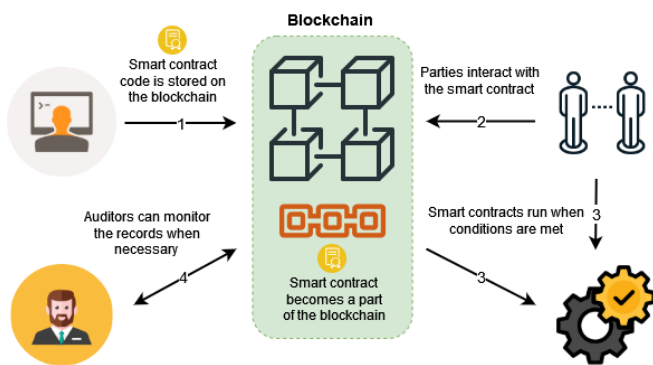 Blockchain
Smart contract
code is stored on
the blockchain
1
>-
Parties interact with
the smart contract
2
Auditors can monitor
the records when
necessary
4
Smart contract
becomes a part
of the blockchain
Smart contracts run when
conditions are met
3
3